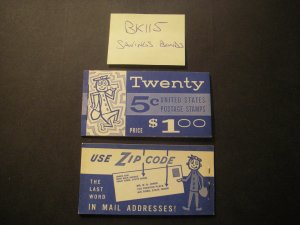 BK115
SAVINGS BONDS
Twenty
5¢ UNITED STATES
POSTAGE STAMPS
PRICE $1.00
USE ZIP CODE
THE
LAST
WORD
IN MAIL ADDRESSES!